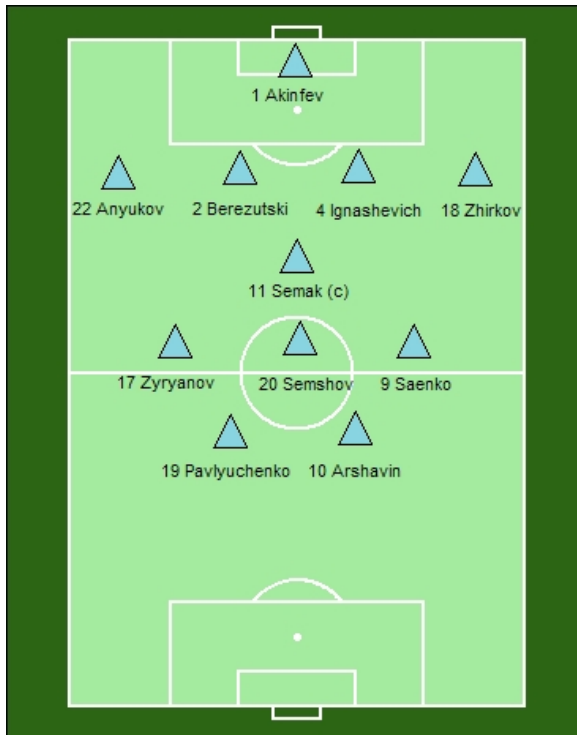 1 Akinfev
22 Anyukov
2 Berezutski
4 Ignashevich
18 Zhirkov
11 Semak (c)
17 Zyryanov
20 Semshov
9 Saenko
19 Pavlyuchenko
10 Arshavin